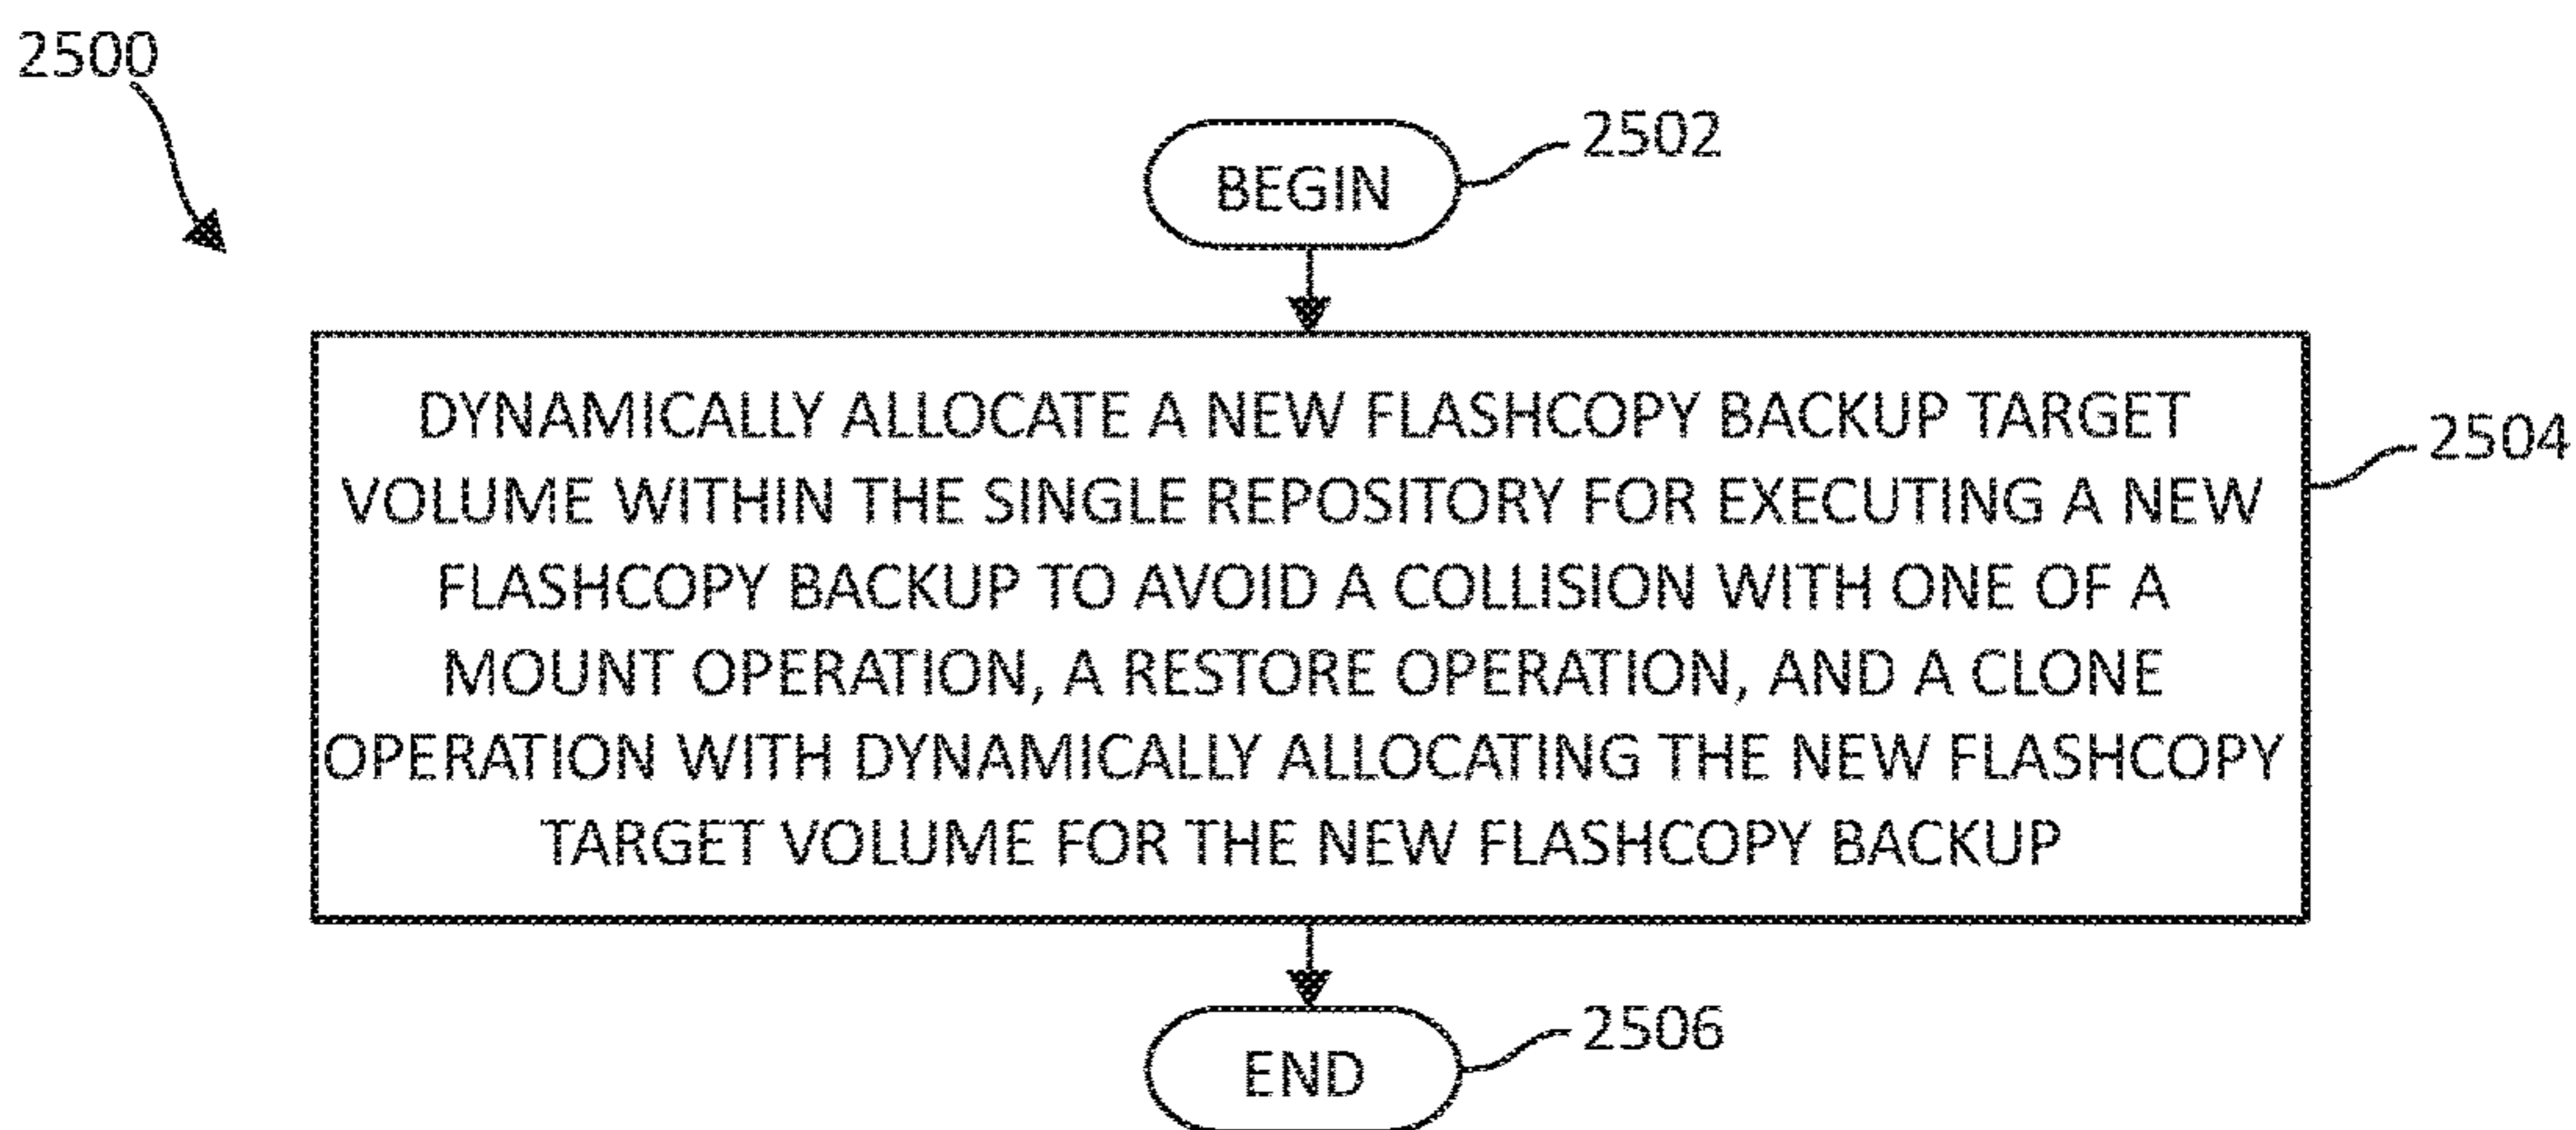 2500
BEGIN
2502
DYNAMICALLY ALLOCATE A NEW FLASHCOPY BACKUP TARGET
VOLUME WITHIN THE SINGLE REPOSITORY FOR EXECUTING A NEW
FLASHCOPY BACKUP TO AVOID A COLLISION WITH ONE OF A
MOUNT OPERATION, A RESTORE OPERATION, AND A CLONE
OPERATION WITH DYNAMICALLY ALLOCATING THE NEW FLASHCOPY
TARGET VOLUME FOR THE NEW FLASHCOPY BACKUP
2504
END
2506